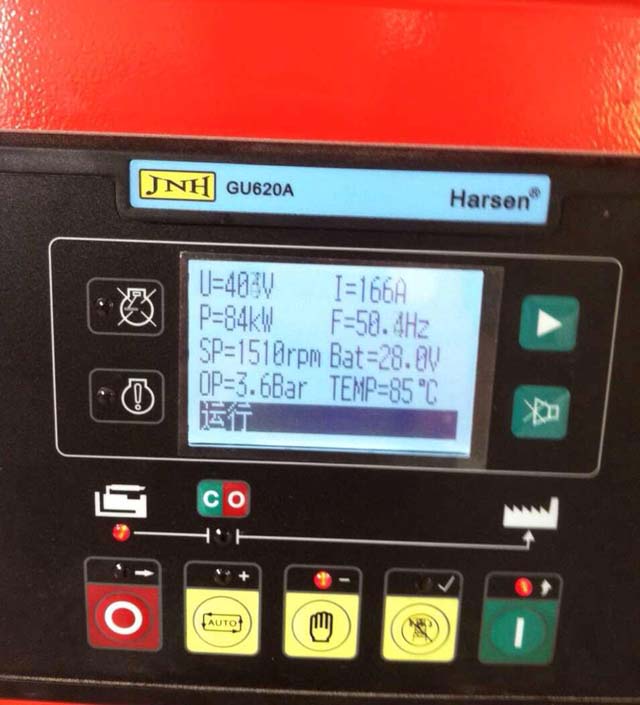 JNH GU620A Harsen®
I=166A
P=84kW F=50.4Hz
SP=1510rpm Bat=28.0V
OP=3.6Bar TEMP=85℃
运行
C O
+ -
AUTO